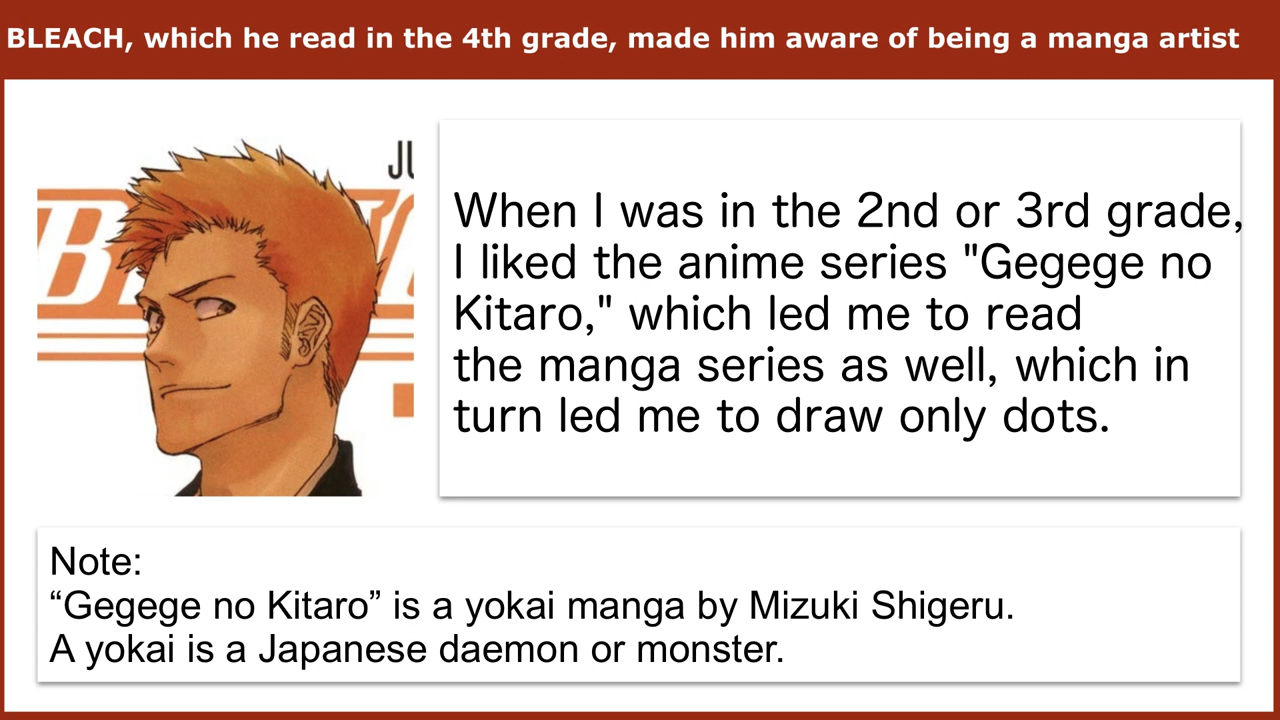 BLEACH, which he read in the 4th grade, made him aware of being a manga artist
JU
When I was in the 2nd or 3rd grade,
I liked the anime series "Gegege no
Kitaro," which led me to read
the manga series as well, which in
turn led me to draw only dots.
Note:
“Gegege no Kitaro” is a yokai manga by Mizuki Shigeru.
A yokai is a Japanese daemon or monster.